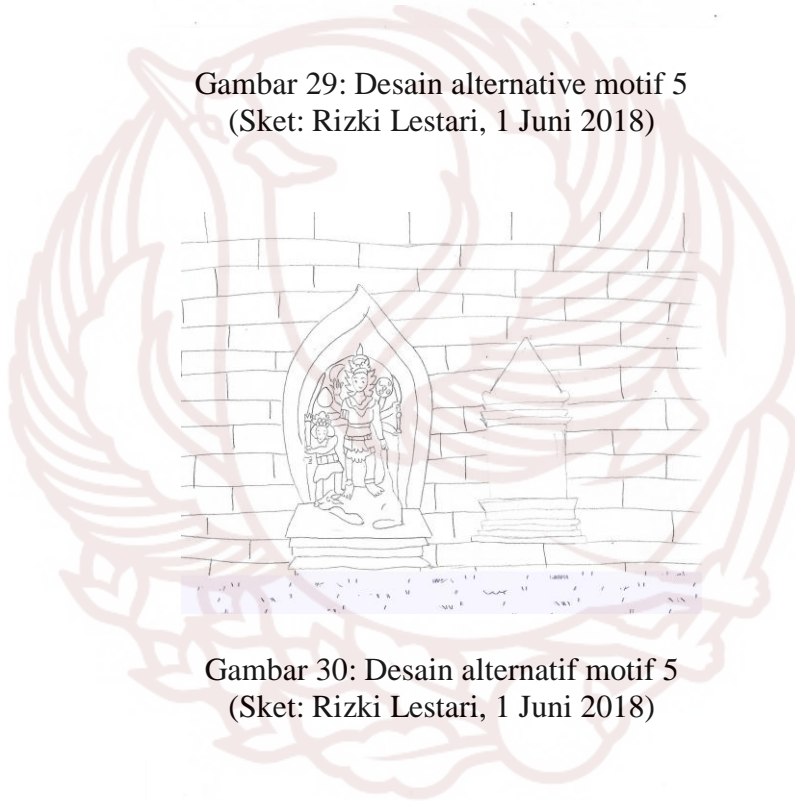 Gambar 29: Desain alternative motif 5
(Sket: Rizki Lestari, 1 Juni 2018)
Gambar 30: Desain alternatif motif 5
(Sket: Rizki Lestari, 1 Juni 2018)